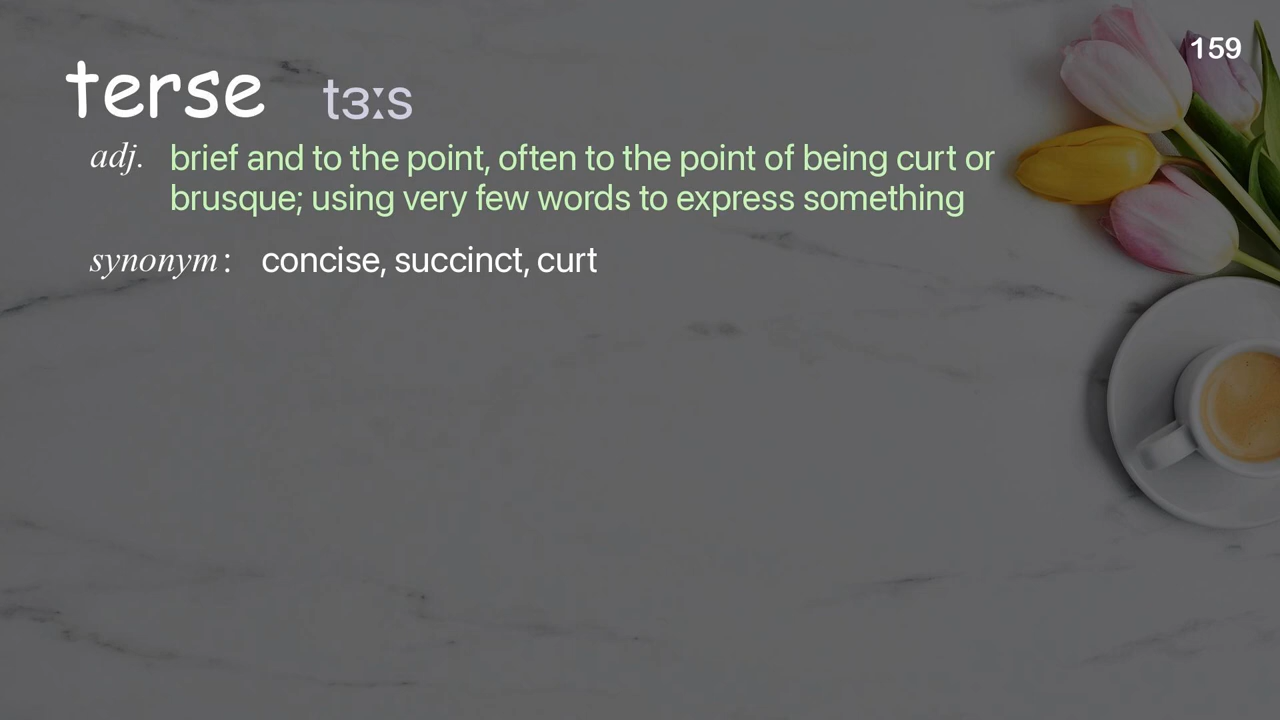 159
terse tɜːs
adj. brief and to the point, often to the point of being curt or
brusque; using very few words to express something
synonym: concise, succinct, curt